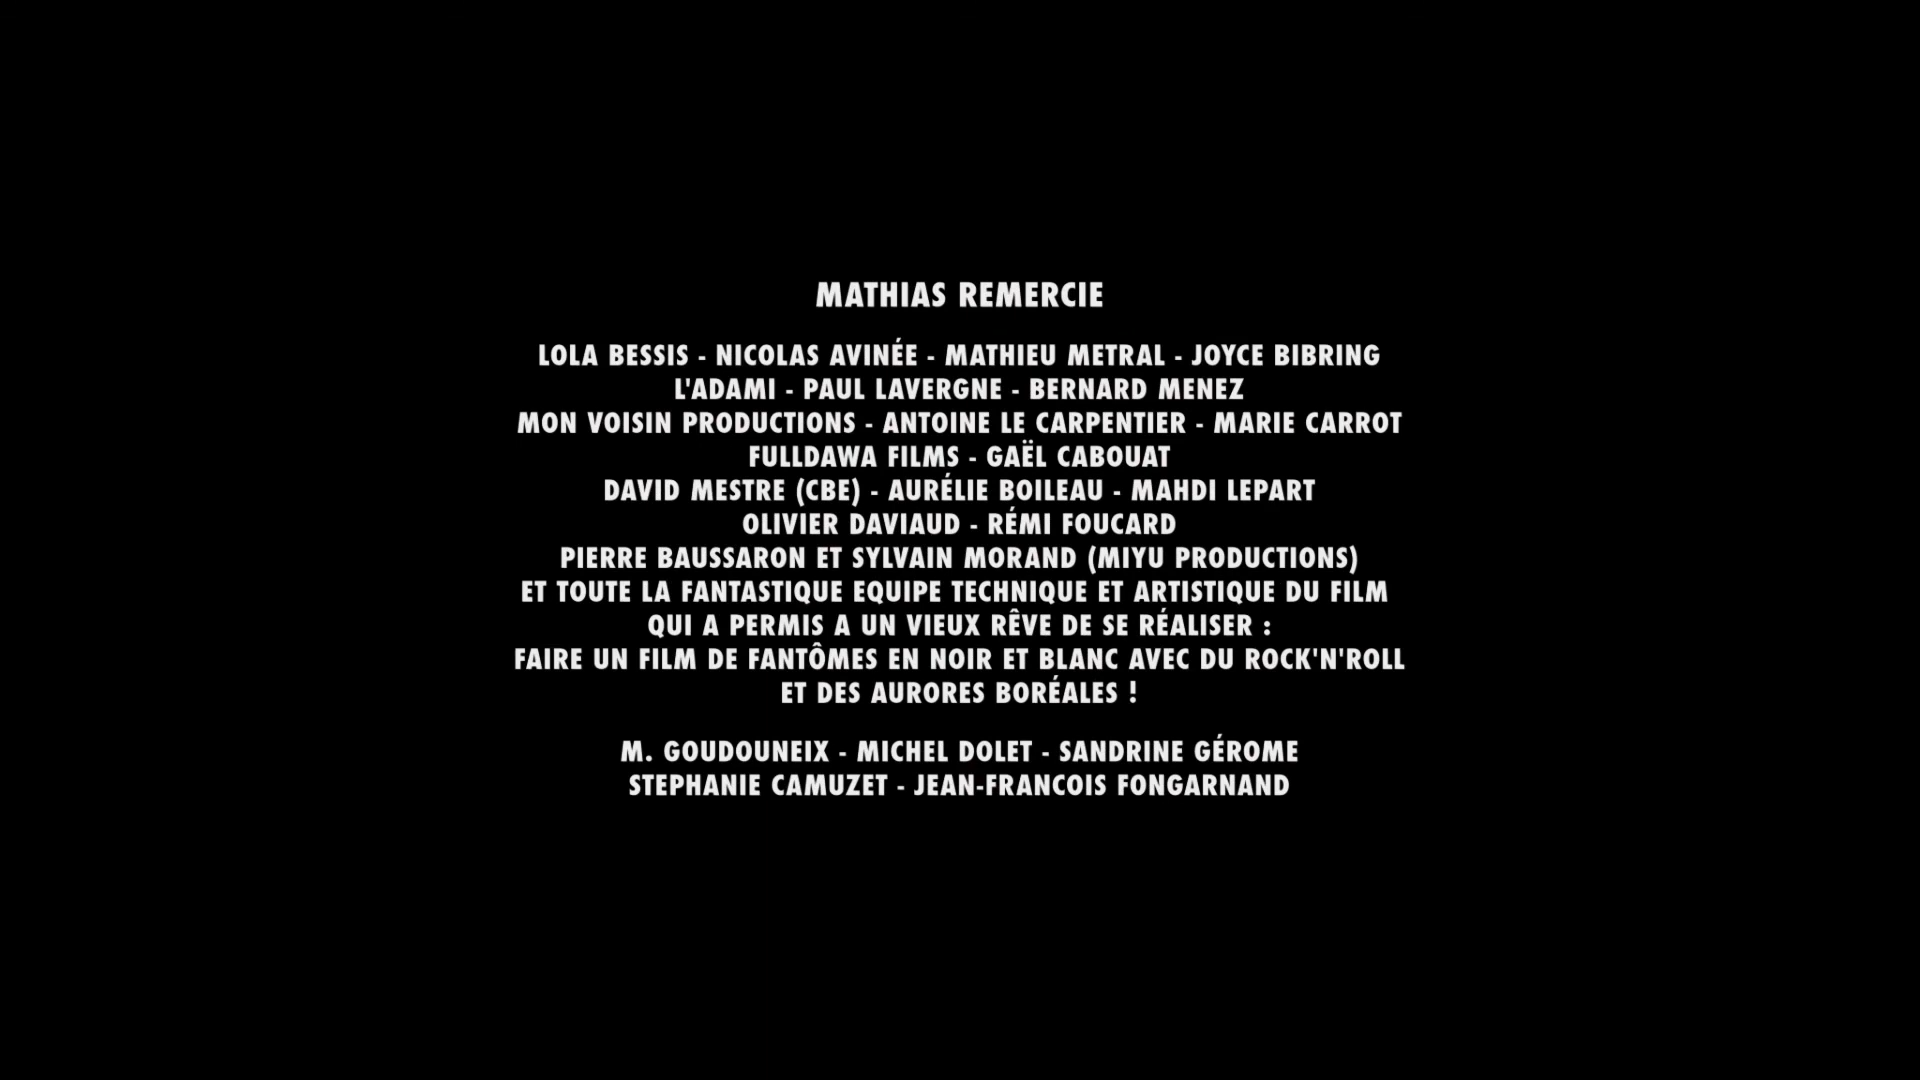 MATHIAS REMERCIE
LOLA BESSIS - NICOLAS AVINÉE - MATHIEU METRAL - JOYCE BIBRING
L'ADAMI - PAUL LAVERGNE - BERNARD MENEZ
MON VOISIN PRODUCTIONS - ANTOINE LE CARPENTIER - MARIE CARROT
FULLDAWA FILMS - GAËL CABOUAT
DAVID MESTRE (CBE) - AURÉLIE BOILEAU - MAHDI LEPART
OLIVIER DAVIAUD - RÉMI FOUCARD
PIERRE BAUSSARON ET SYLVAIN MORAND (MIYU PRODUCTIONS)
ET TOUTE LA FANTASTIQUE EQUIPE TECHNIQUE ET ARTISTIQUE DU FILM
QUI A PERMIS A UN VIEUX RÊVE DE SE RÉALISER :
FAIRE UN FILM DE FANTÔMES EN NOIR ET BLANC AVEC DU ROCK'N'ROLL
ET DES AURORES BORÉALES !
M. GOUDOUNEIX - MICHEL DOLET - SANDRINE GÉROME
STEPHANIE CAMUZET - JEAN-FRANCOIS FONGARNAND